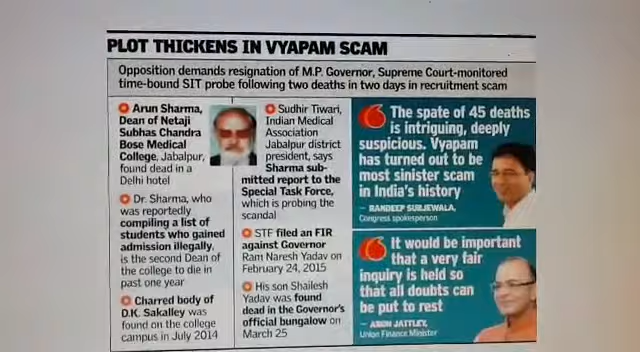 PLOT THICKENS IN VYAPAM SCAM
Opposition demands resignation of M.P. Governor, Supreme Court-monitored
time-bound SIT probe following two deaths in two days in recruitment scam
Arun Sharma,
Dean of Netaji
Subhas Chandra
Bose Medical
College, Jabalpur,
found dead in a
Delhi hotel
Dr. Sharma, who
was reportedly
compiling a list of
students who gained
admission illegally,
is the second Dean of
the college to die in
past one year
Charred body of
D.K. Sakalley was
found on the college
campus in July 2014
Sudhir Tiwari,
Indian Medical
Association
Jabalpur district
president, says
Sharma sub-
mitted report to the
Special Task Force,
which is probing the
scandal
STF filed an FIR
against Governor
Ram Naresh Yadav on
February 24, 2015
His son Shailesh
Yadav was found
dead in the Governor's
official bungalow on
March 25
The spate of 45 deaths
is intriguing, deeply
suspicious. Vyapam
has turned out to be
most sinister scam
in India's history
— RANDEEP SURJEWALA,
Congress spokesperson
It would be important
that a very fair
inquiry is held so
that all doubts can
be put to rest
— ARUN JAITLEY,
Union Finance Minister